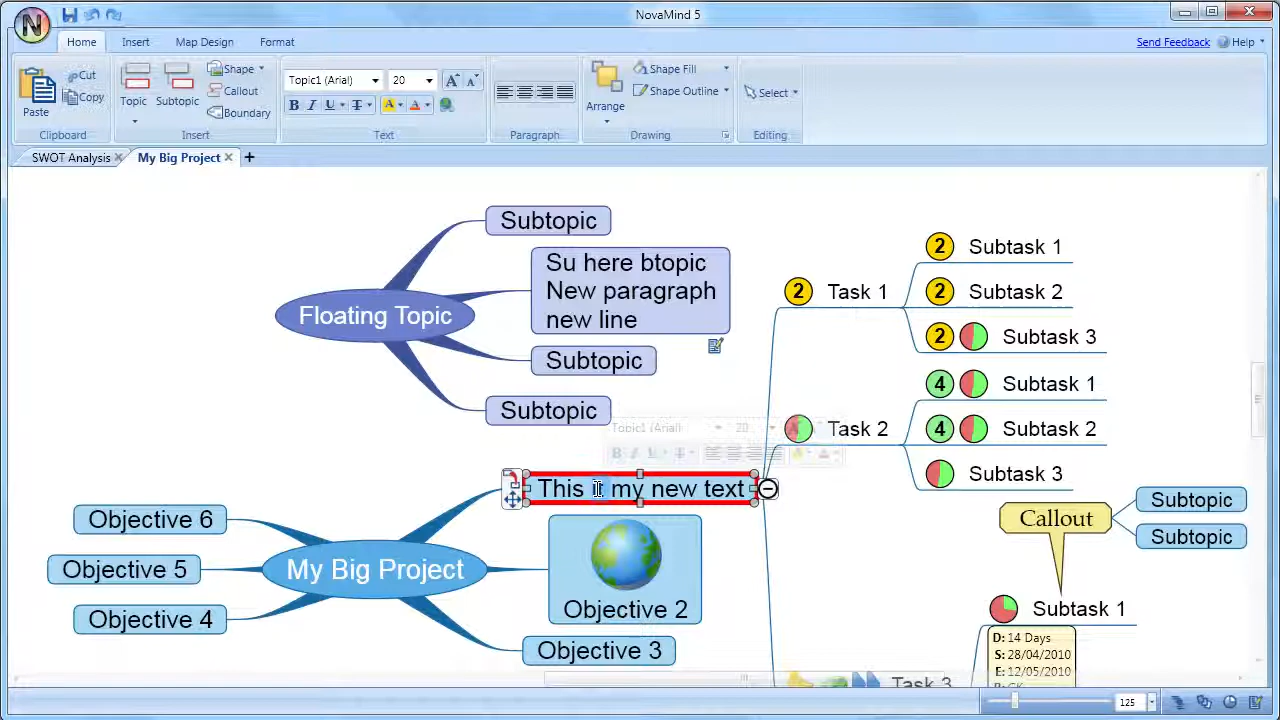 NovaMind 5
Home
Insert
Map Design
Format
Send Feedback
Help
Paste
Cut
Copy
Clipboard
Topic
Subtopic
Shape
Callout
Boundary
Insert
Topic1 (Arial)
20
B I U T
Text
Paragraph
Arrange
Shape Fill
Shape Outline
Drawing
Select
Editing
SWOT Analysis
My Big Project
Subtopic
Su here btopic
New paragraph
new line
Floating Topic
Subtopic
Subtopic
2 Task 1
2 Subtask 1
2 Subtask 2
2 Subtask 3
Task 2
4 Subtask 1
4 Subtask 2
Subtask 3
Topic1 (Arial)
20
B I U
my new text
This
Objective 6
Objective 5
Objective 4
My Big Project
Objective 2
Objective 3
Callout
Subtopic
Subtopic
Subtask 1
D: 14 Days
S: 28/04/2010
E: 12/05/2010
Task 3
125